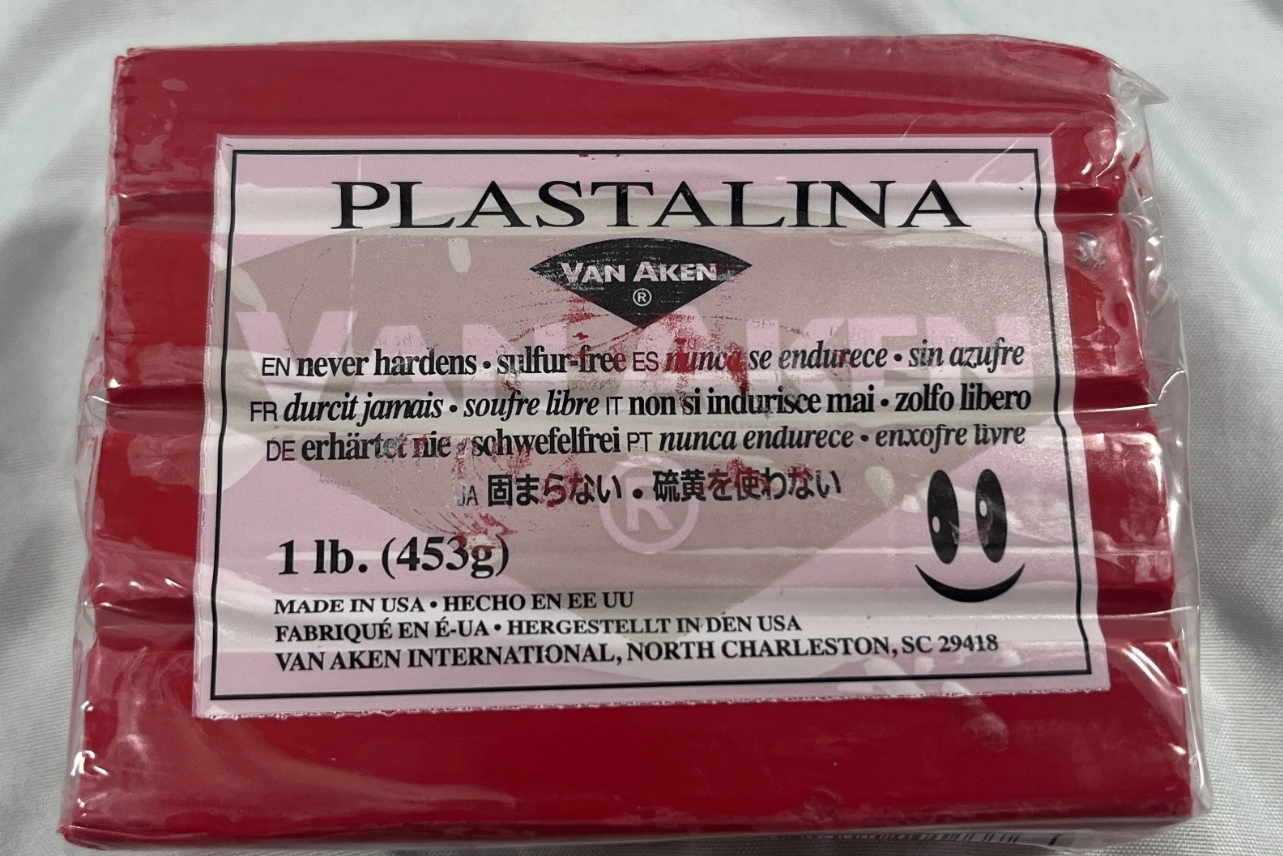 PLASTALINA
VAN AKEN
®
VAN AKEN
EN never hardens • sulfur-free ES nunca se endurece • sin azufre
FR durcit jamais • soufre libre IT non si indurisce mai • zolfo libero
DE erhärtet nie • schwefelfrei PT nunca endurece • enxofre livre
JA 固まらない • 硫黄を使わない
®
1 lb. (453g)
MADE IN USA • HECHO EN EE UU
FABRIQUÉ EN É-UA • HERGESTELLT IN DEN USA
VAN AKEN INTERNATIONAL, NORTH CHARLESTON, SC 29418